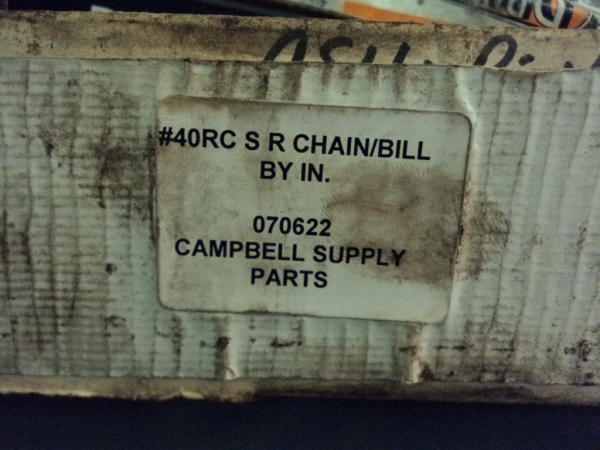 #40RC S R CHAIN/BILL
BY IN.
070622
CAMPBELL SUPPLY
PARTS